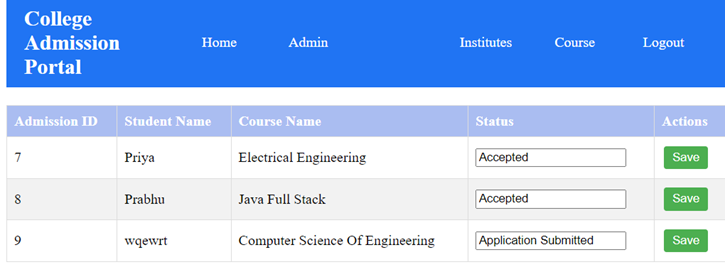 College
Admission
Portal
Home Admin Institutes Course Logout
Admission ID Student Name Course Name Status Actions
7 Priya Electrical Engineering Accepted Save
8 Prabhu Java Full Stack Accepted Save
9 wqewrt Computer Science Of Engineering Application Submitted Save